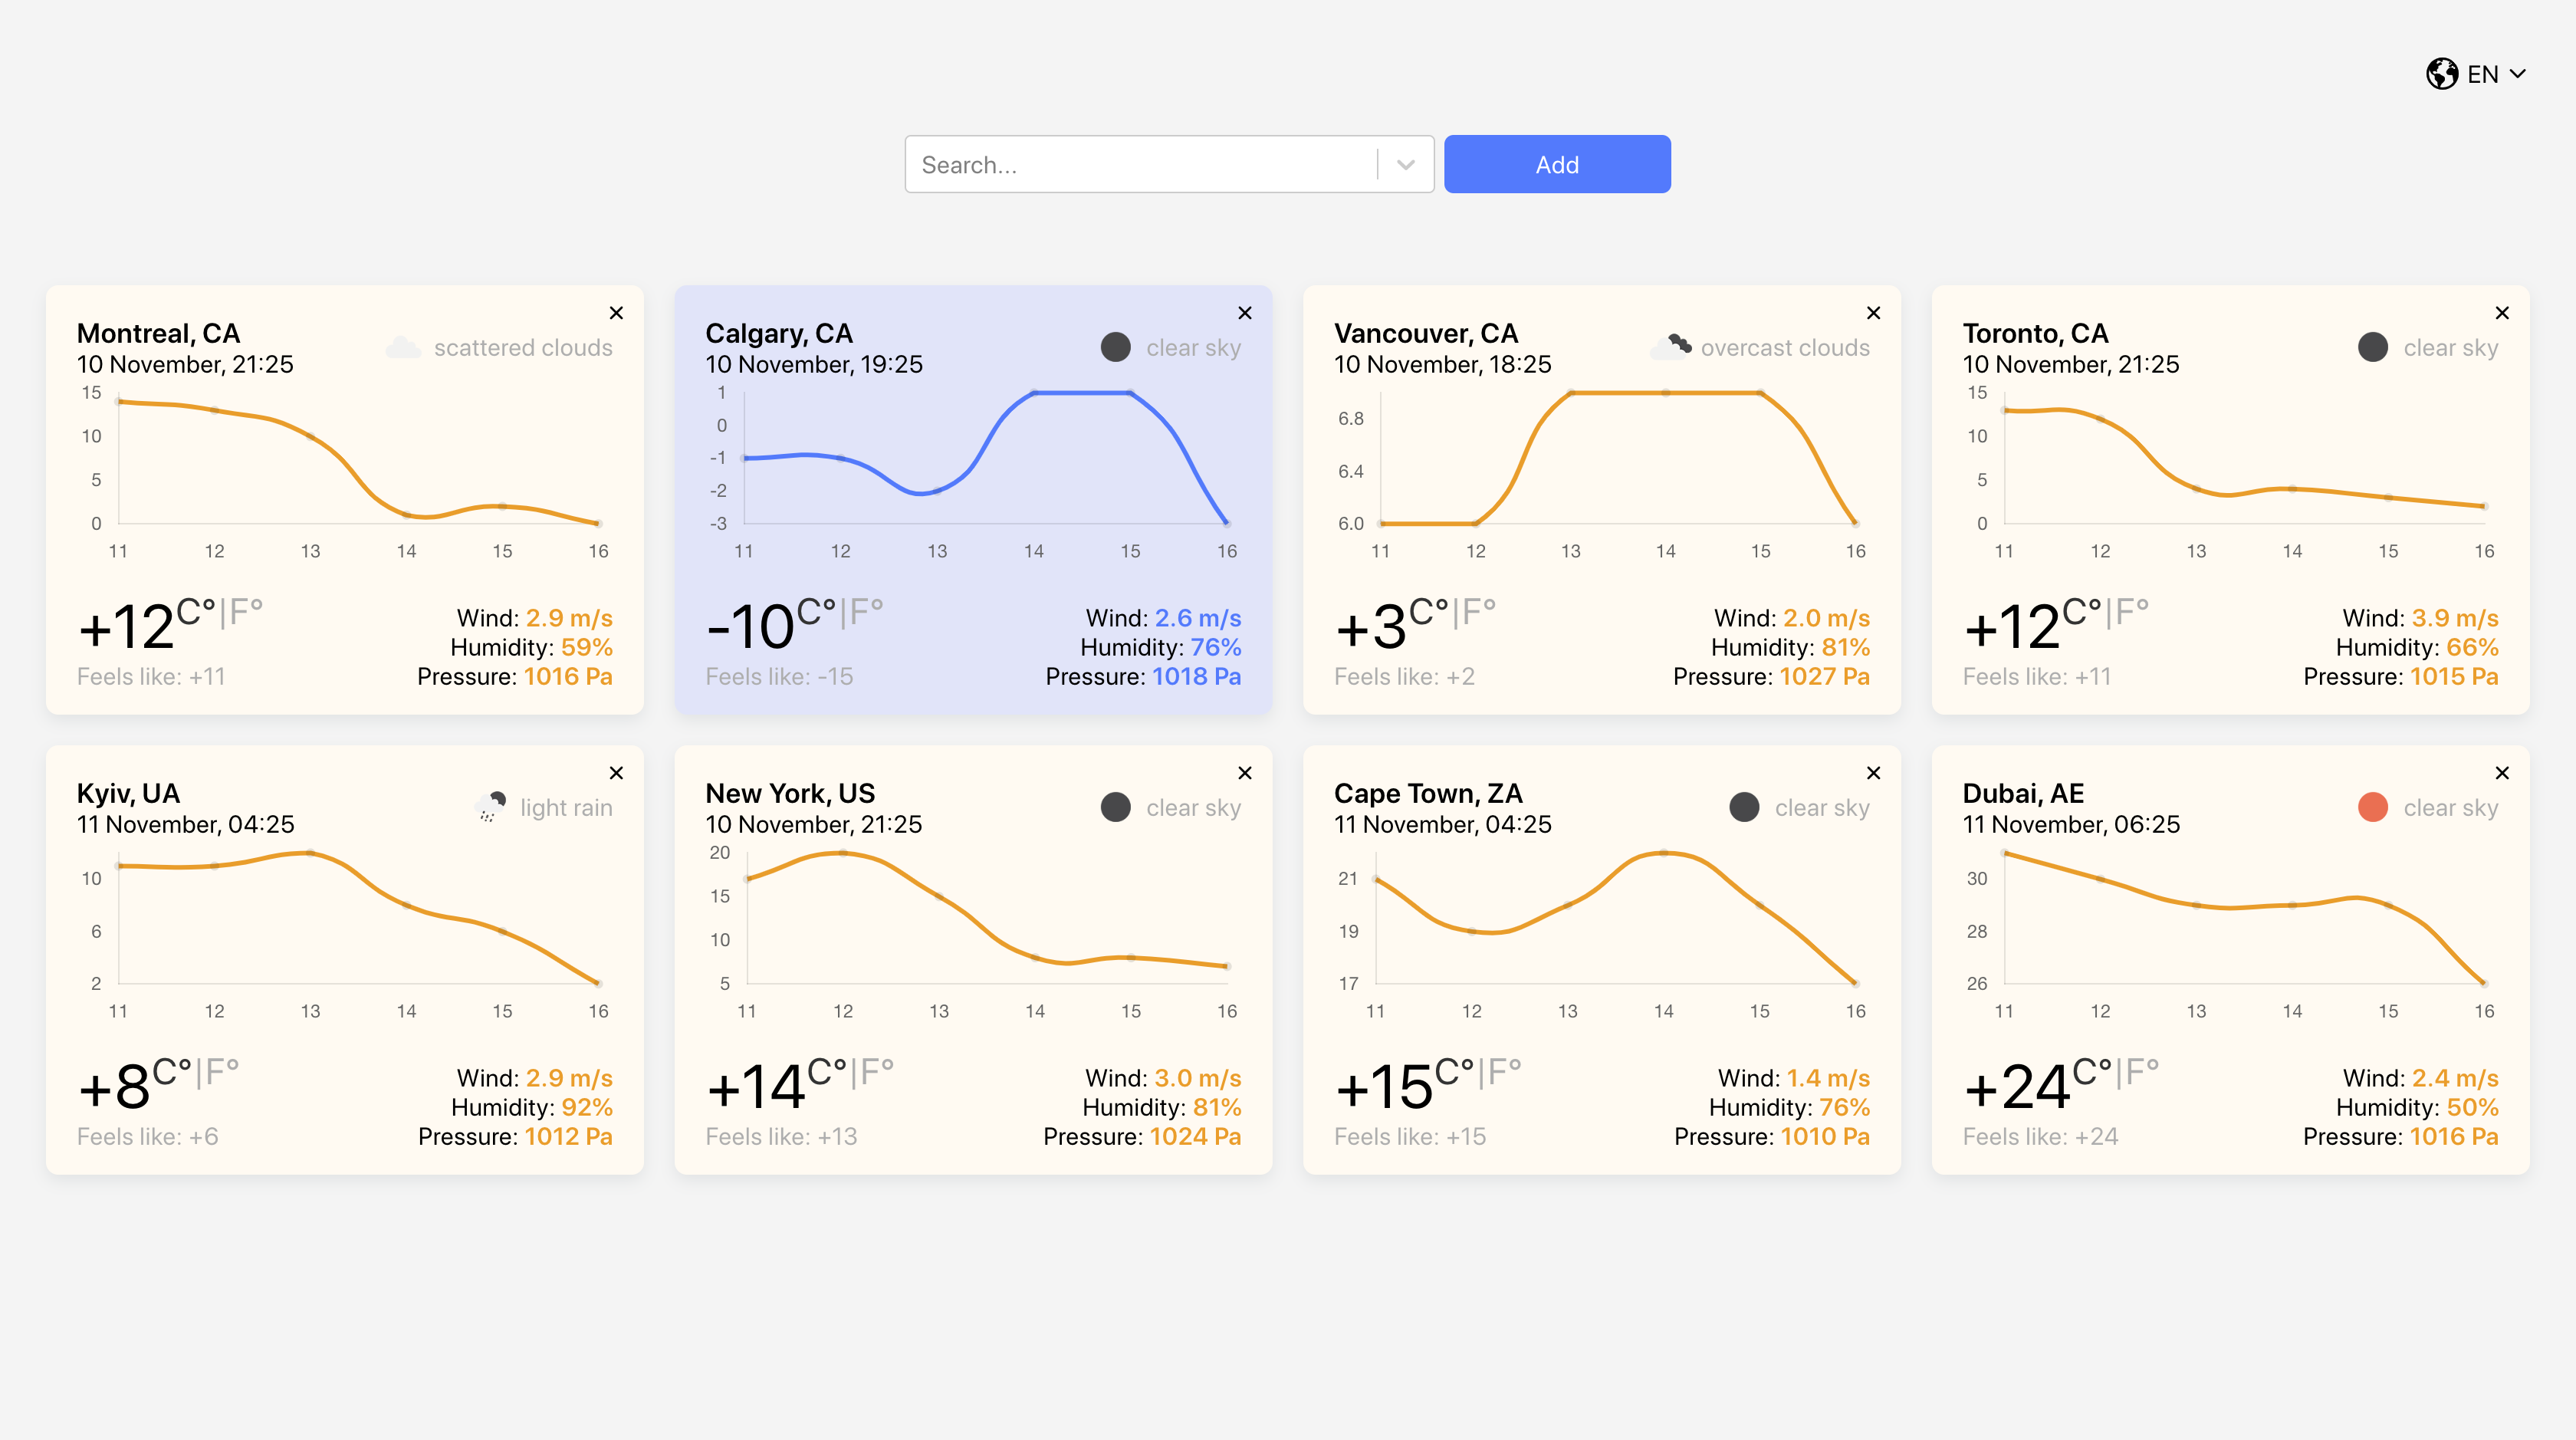 EN
Search...
Add
Montreal, CA
10 November, 21:25
scattered clouds
15
10
5
0
11 12 13 14 15 16
+12 C°|F°
Feels like: +11
Wind: 2.9 m/s
Humidity: 59%
Pressure: 1016 Pa
Calgary, CA
10 November, 19:25
clear sky
1
0
-1
-2
-3
11 12 13 14 15 16
-10 C°|F°
Feels like: -15
Wind: 2.6 m/s
Humidity: 76%
Pressure: 1018 Pa
Vancouver, CA
10 November, 18:25
overcast clouds
6.8
6.4
6.0
11 12 13 14 15 16
+3 C°|F°
Feels like: +2
Wind: 2.0 m/s
Humidity: 81%
Pressure: 1027 Pa
Toronto, CA
10 November, 21:25
clear sky
15
10
5
0
11 12 13 14 15 16
+12 C°|F°
Feels like: +11
Wind: 3.9 m/s
Humidity: 66%
Pressure: 1015 Pa
Kyiv, UA
11 November, 04:25
light rain
10
6
2
11 12 13 14 15 16
+8 C°|F°
Feels like: +6
Wind: 2.9 m/s
Humidity: 92%
Pressure: 1012 Pa
New York, US
10 November, 21:25
clear sky
20
15
10
5
11 12 13 14 15 16
+14 C°|F°
Feels like: +13
Wind: 3.0 m/s
Humidity: 81%
Pressure: 1024 Pa
Cape Town, ZA
11 November, 04:25
clear sky
21
19
17
11 12 13 14 15 16
+15 C°|F°
Feels like: +15
Wind: 1.4 m/s
Humidity: 76%
Pressure: 1010 Pa
Dubai, AE
11 November, 06:25
clear sky
30
28
26
11 12 13 14 15 16
+24 C°|F°
Feels like: +24
Wind: 2.4 m/s
Humidity: 50%
Pressure: 1016 Pa